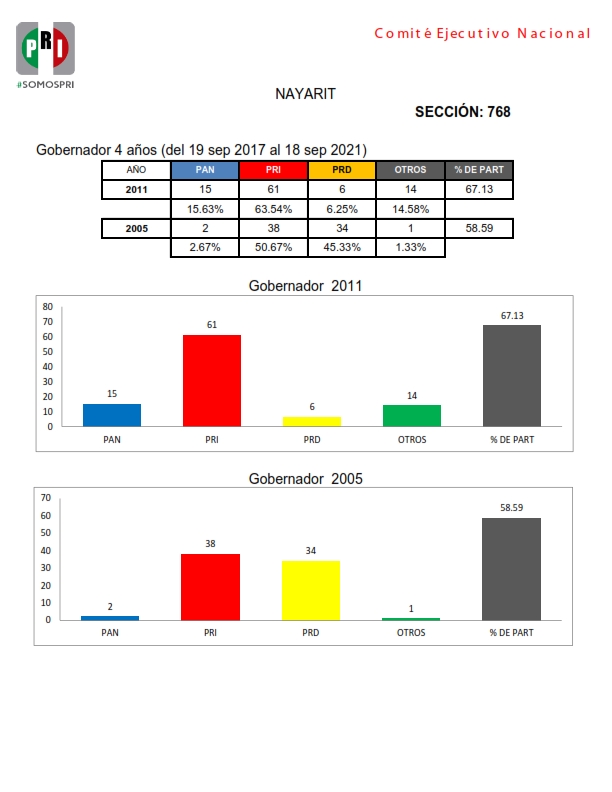 PRI
#SOMOSPRI
Comité Ejecutivo Nacional
NAYARIT
SECCIÓN: 768
Gobernador 4 años (del 19 sep 2017 al 18 sep 2021)
AÑO PAN PRI PRD OTROS % DE PART
2011 15 61 6 14 67.13
15.63% 63.54% 6.25% 14.58%
2005 2 38 34 1 58.59
2.67% 50.67% 45.33% 1.33%
Gobernador 2011
80
70
60
50
40
30
20
10
0
15
61
6
14
67.13
PAN PRI PRD OTROS % DE PART
Gobernador 2005
70
60
50
40
30
20
10
0
2
38
34
1
58.59
PAN PRI PRD OTROS % DE PART